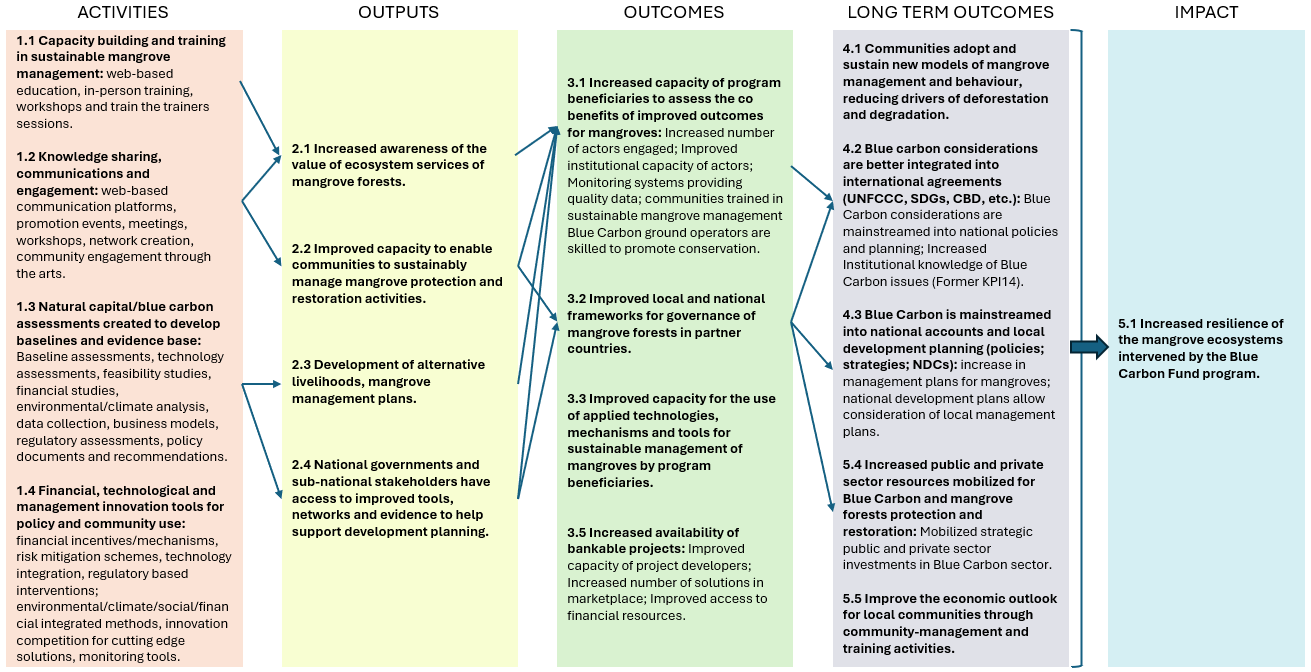 ACTIVITIES
1.1 Capacity building and training
in sustainable mangrove
management: web-based
education, in-person training,
workshops and train the trainers
sessions.
1.2 Knowledge sharing,
communications and
engagement: web-based
communication platforms,
promotion events, meetings,
workshops, network creation,
community engagement through
the arts.
1.3 Natural capital/blue carbon
assessments created to develop
baselines and evidence base:
Baseline assessments, technology
assessments, feasibility studies,
financial studies,
environmental/climate analysis,
data collection, business models,
regulatory assessments, policy
documents and recommendations.
1.4 Financial, technological and
management innovation tools for
policy and community use:
financial incentives/mechanisms,
risk mitigation schemes, technology
integration, regulatory based
interventions;
environmental/climate/social/finan
cial integrated methods, innovation
competition for cutting edge
solutions, monitoring tools.
OUTPUTS
2.1 Increased awareness of the
value of ecosystem services of
mangrove forests.
2.2 Improved capacity to enable
communities to sustainably
manage mangrove protection and
restoration activities.
2.3 Development of alternative
livelihoods, mangrove
management plans.
2.4 National governments and
sub-national stakeholders have
access to improved tools,
networks and evidence to help
support development planning.
OUTCOMES
3.1 Increased capacity of program
beneficiaries to assess the co
benefits of improved outcomes
for mangroves: Increased number
of actors engaged; Improved
institutional capacity of actors;
Monitoring systems providing
quality data; communities trained in
sustainable mangrove management
Blue Carbon ground operators are
skilled to promote conservation.
3.2 Improved local and national
frameworks for governance of
mangrove forests in partner
countries.
3.3 Improved capacity for the use
of applied technologies,
mechanisms and tools for
sustainable management of
mangroves by program
beneficiaries.
3.5 Increased availability of
bankable projects: Improved
capacity of project developers;
Increased number of solutions in
marketplace; Improved access to
financial resources.
LONG TERM OUTCOMES
4.1 Communities adopt and
sustain new models of mangrove
management and behaviour,
reducing drivers of deforestation
and degradation.
4.2 Blue carbon considerations
are better integrated into
international agreements
(UNFCCC, SDGs, CBD, etc.): Blue
Carbon considerations are
mainstreamed into national policies
and planning; Increased
Institutional knowledge of Blue
Carbon issues (Former KPI14).
4.3 Blue Carbon is mainstreamed
into national accounts and local
development planning (policies;
strategies; NDCs): increase in
management plans for mangroves;
national development plans allow
consideration of local management
plans.
5.4 Increased public and private
sector resources mobilized for
Blue Carbon and mangrove
forests protection and
restoration: Mobilized strategic
public and private sector
investments in Blue Carbon sector.
5.5 Improve the economic outlook
for local communities through
community-management and
training activities.
IMPACT
5.1 Increased resilience of
the mangrove ecosystems
intervened by the Blue
Carbon Fund program.